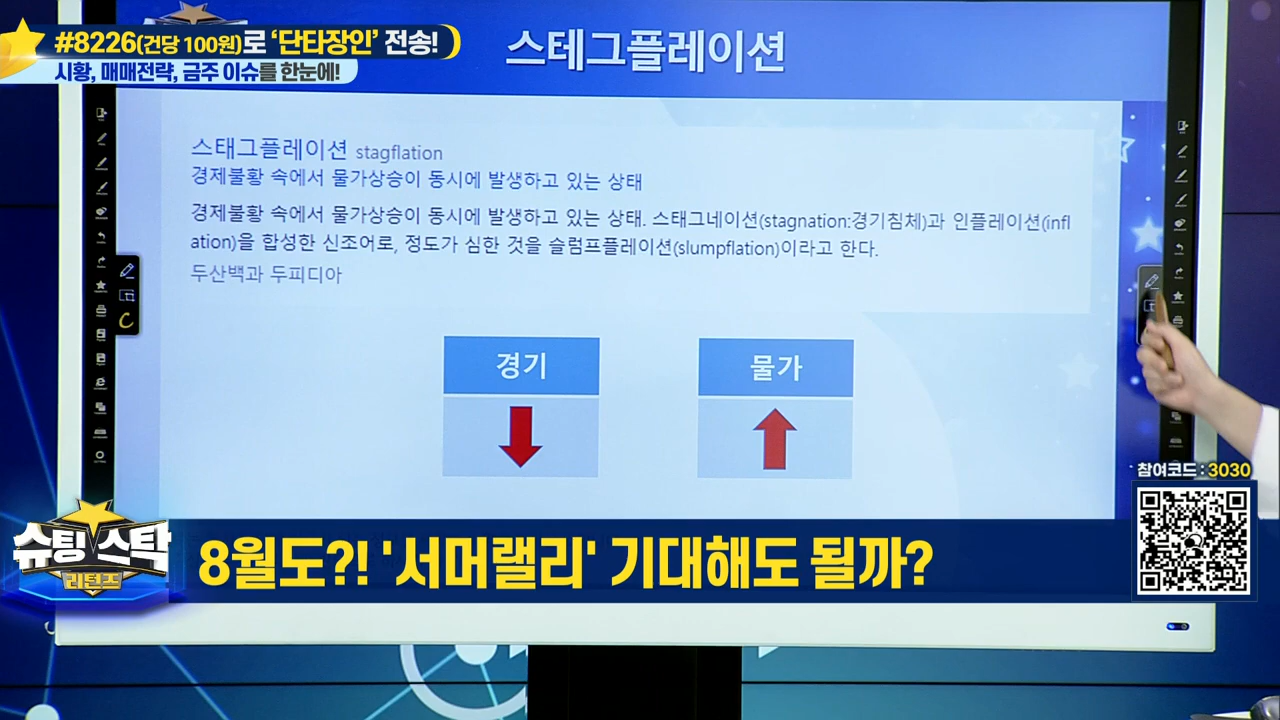 #8226(건당 100원)로 '단타장인' 전송!
시황, 매매전략, 금주 이슈를 한눈에!
스테그플레이션
스태그플레이션 stagflation
경제불황 속에서 물가상승이 동시에 발생하고 있는 상태
경제불황 속에서 물가상승이 동시에 발생하고 있는 상태. 스태그네이션(stagnation:경기침체)과 인플레이션(infl
ation)을 합성한 신조어로, 정도가 심한 것을 슬럼프플레이션(slumpflation)이라고 한다.
두산백과 두피디아
경기
물가
참여코드 : 3030
슈팅 스탁
리턴즈
8월도?! '서머랠리' 기대해도 될까?